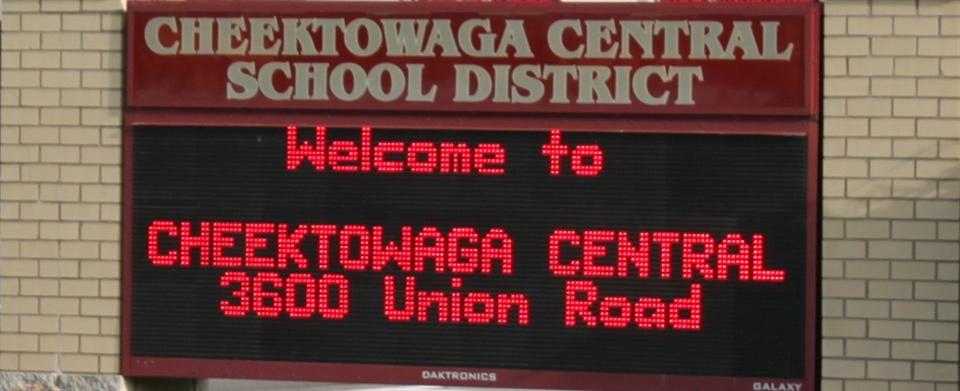 CHEEKTOWAGA CENTRAL
SCHOOL DISTRICT
Welcome to
CHEEKTOWAGA CENTRAL
3600 Union Road
DAKTRONICS
GALAXY